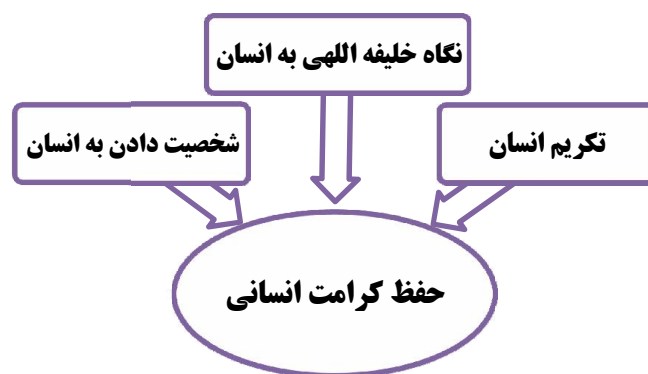 نگاه خلیفه اللهی به انسان
تکریم انسان
شخصیت دادن به انسان
حفظ کرامت انسانی